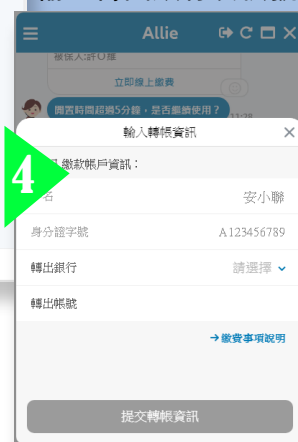 Allie
被保人:許O雁
立即線上繳費
閒置時間超過5分鐘，是否繼續使用？
輸入轉帳資訊
4
繳款帳戶資訊：
名
安小聯
身分證字號
A123456789
轉出銀行
請選擇
轉出帳號
→繳費事項說明
提交轉帳資訊